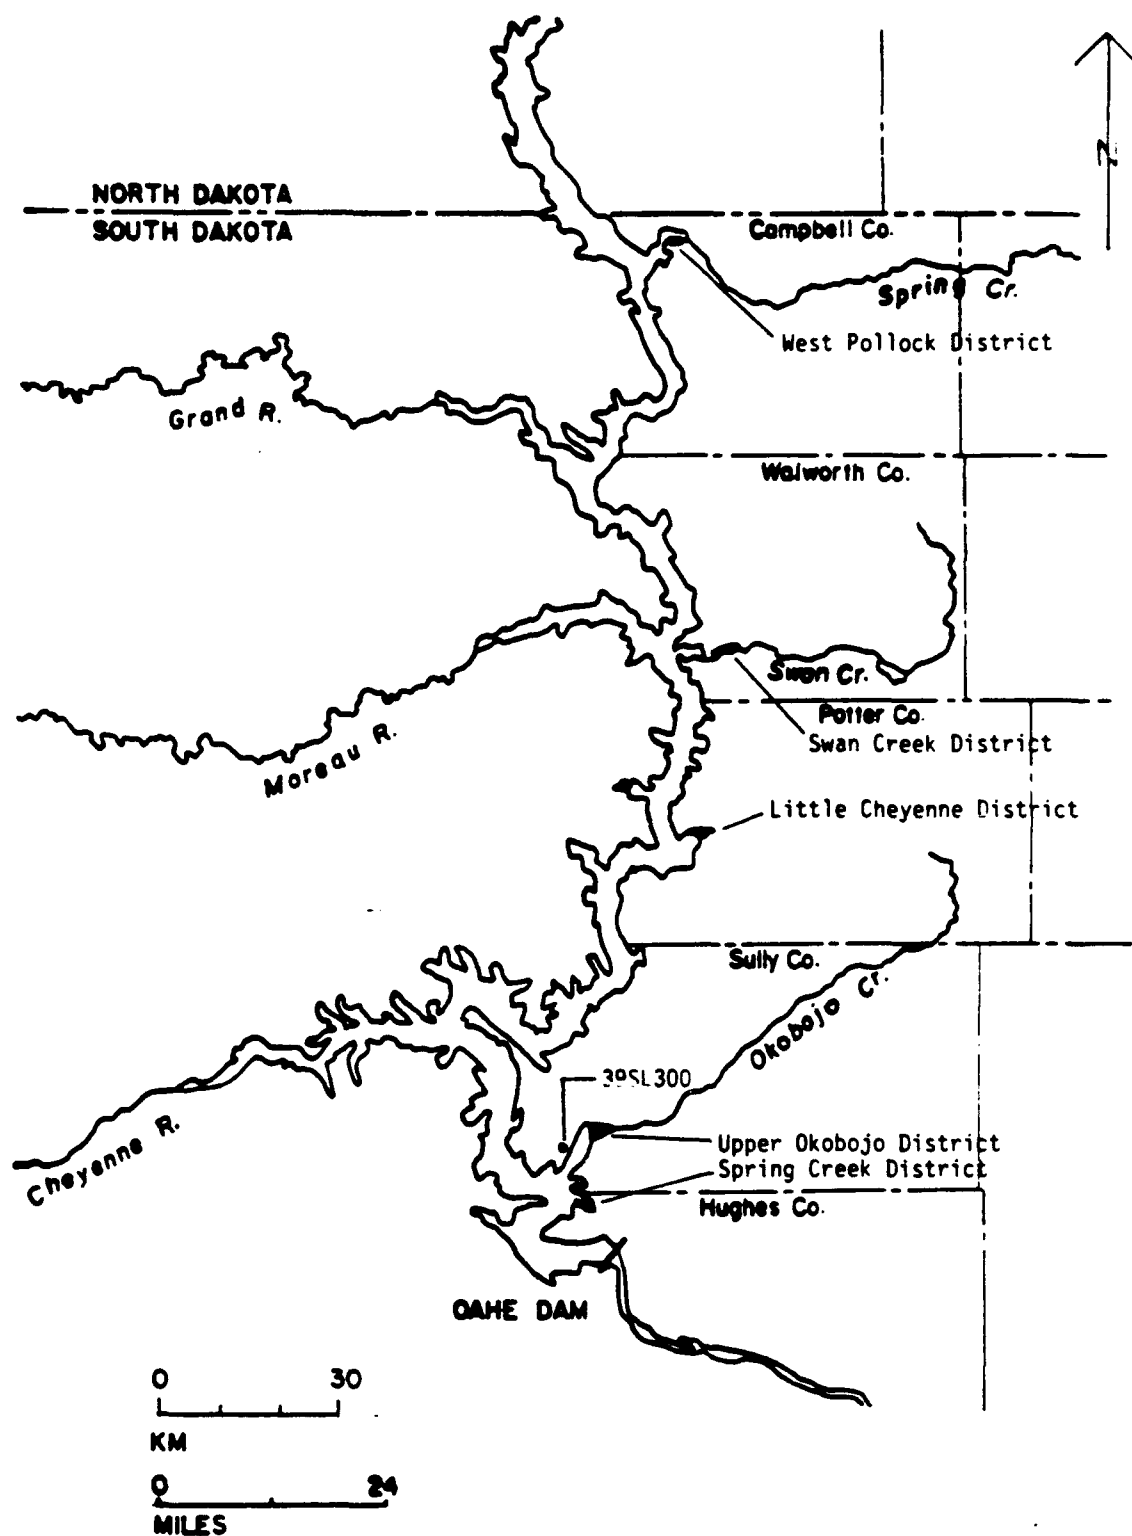 N
NORTH DAKOTA
SOUTH DAKOTA
Campbell Co.
Spring Cr.
West Pollock District
Grand R.
Walworth Co.
Swan Cr.
Potter Co.
Swan Creek District
Moreau R.
Little Cheyenne District
Sully Co.
Okobojo Cr.
39SL300
Cheyenne R.
Upper Okobojo District
Spring Creek District
Hughes Co.
OAHE DAM
0 30
KM
0 24
MILES